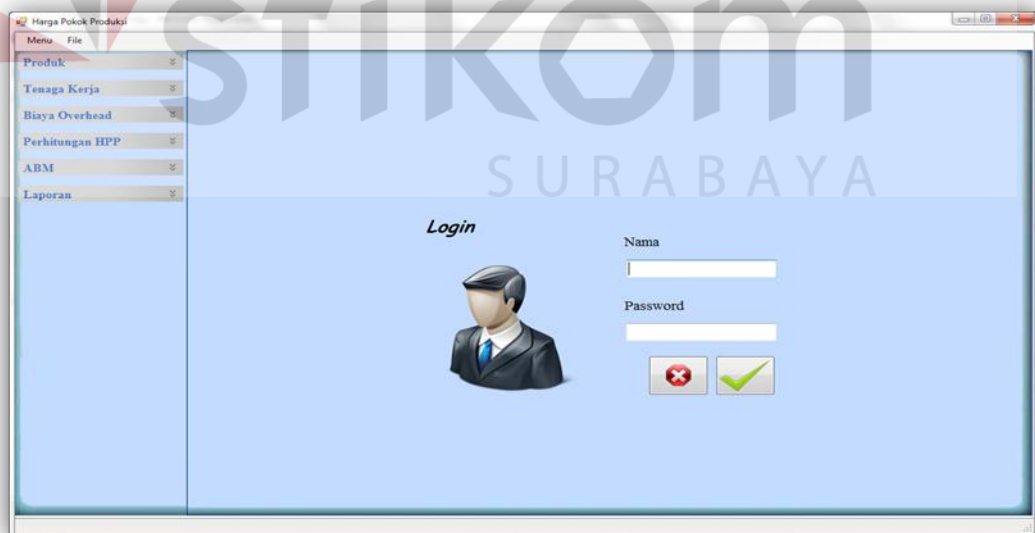 Harga Pokok Produksi
Menu File
Produk
Tenaga Kerja
Biaya Overhead
Perhitungan HPP
ABM
Laporan
stikom
SURABAYA
Login
Nama
Password